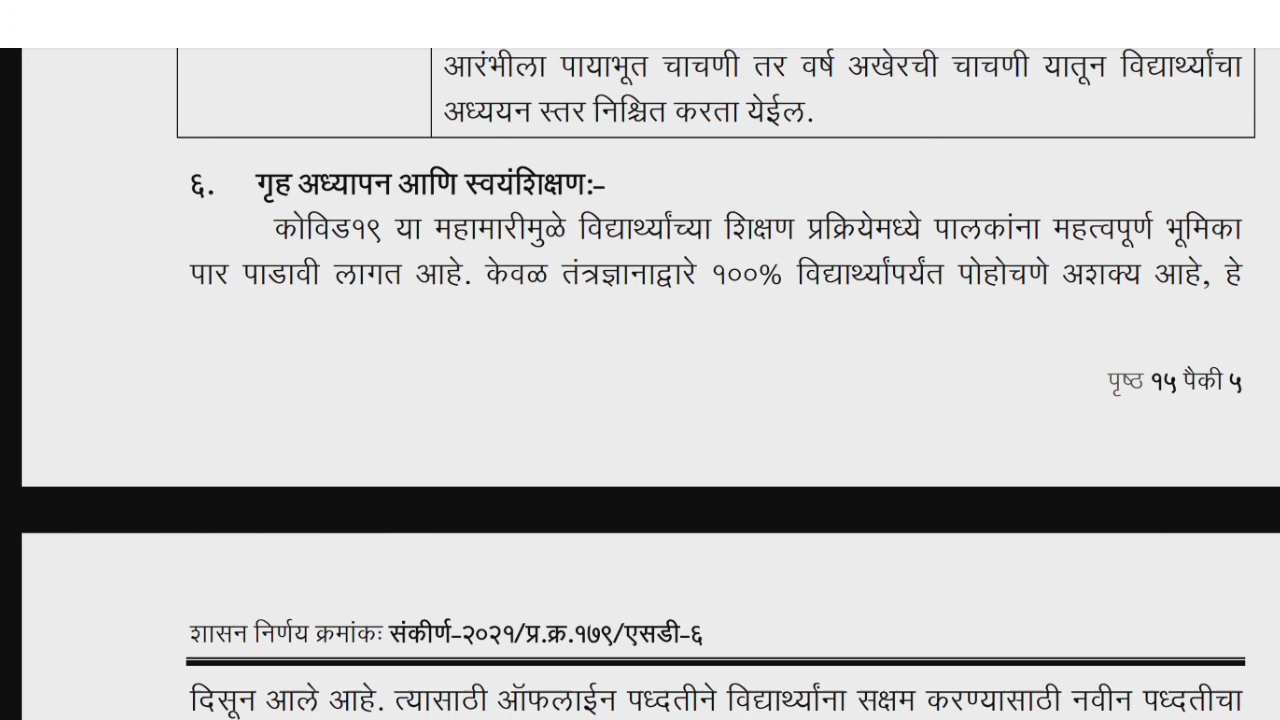 आरंभीला पायाभूत चाचणी तर वर्ष अखेरची चाचणी यातून विद्यार्थ्यांचा
अध्ययन स्तर निश्चित करता येईल.
६. गृह अध्यापन आणि स्वयंशिक्षण:-
कोविड१९ या महामारीमुळे विद्यार्थ्यांच्या शिक्षण प्रक्रियेमध्ये पालकांना महत्वपूर्ण भूमिका
पार पाडावी लागत आहे. केवळ तंत्रज्ञानाद्वारे १००% विद्यार्थ्यांपर्यंत पोहोचणे अशक्य आहे, हे
पृष्ठ १५ पैकी ५
शासन निर्णय क्रमांकः संकीर्ण-२०२१/प्र.क्र.१७९/एसडी-६
दिसून आले आहे. त्यासाठी ऑफलाईन पध्दतीने विद्यार्थ्यांना सक्षम करण्यासाठी नवीन पध्दतीचा